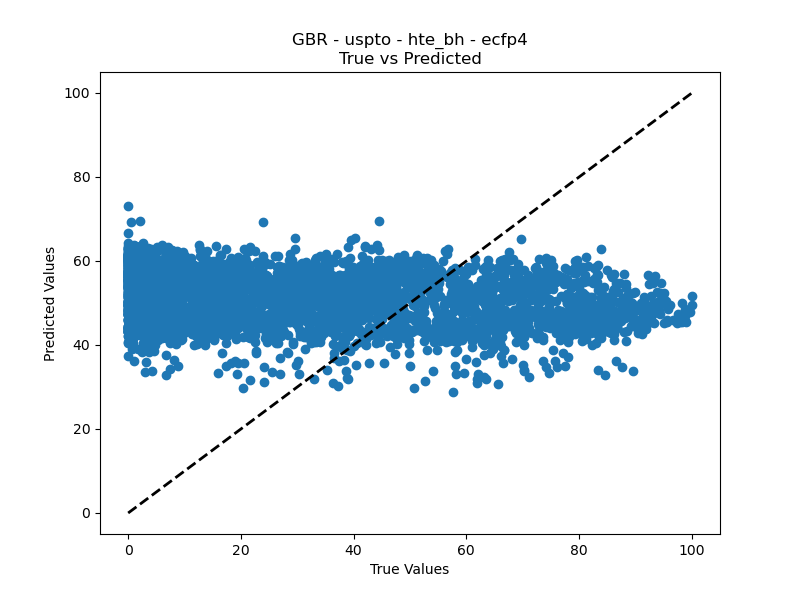 GBR - uspto - hte_bh - ecfp4
True vs Predicted
100
80
60
40
20
0
Predicted Values
0 20 40 60 80 100
True Values